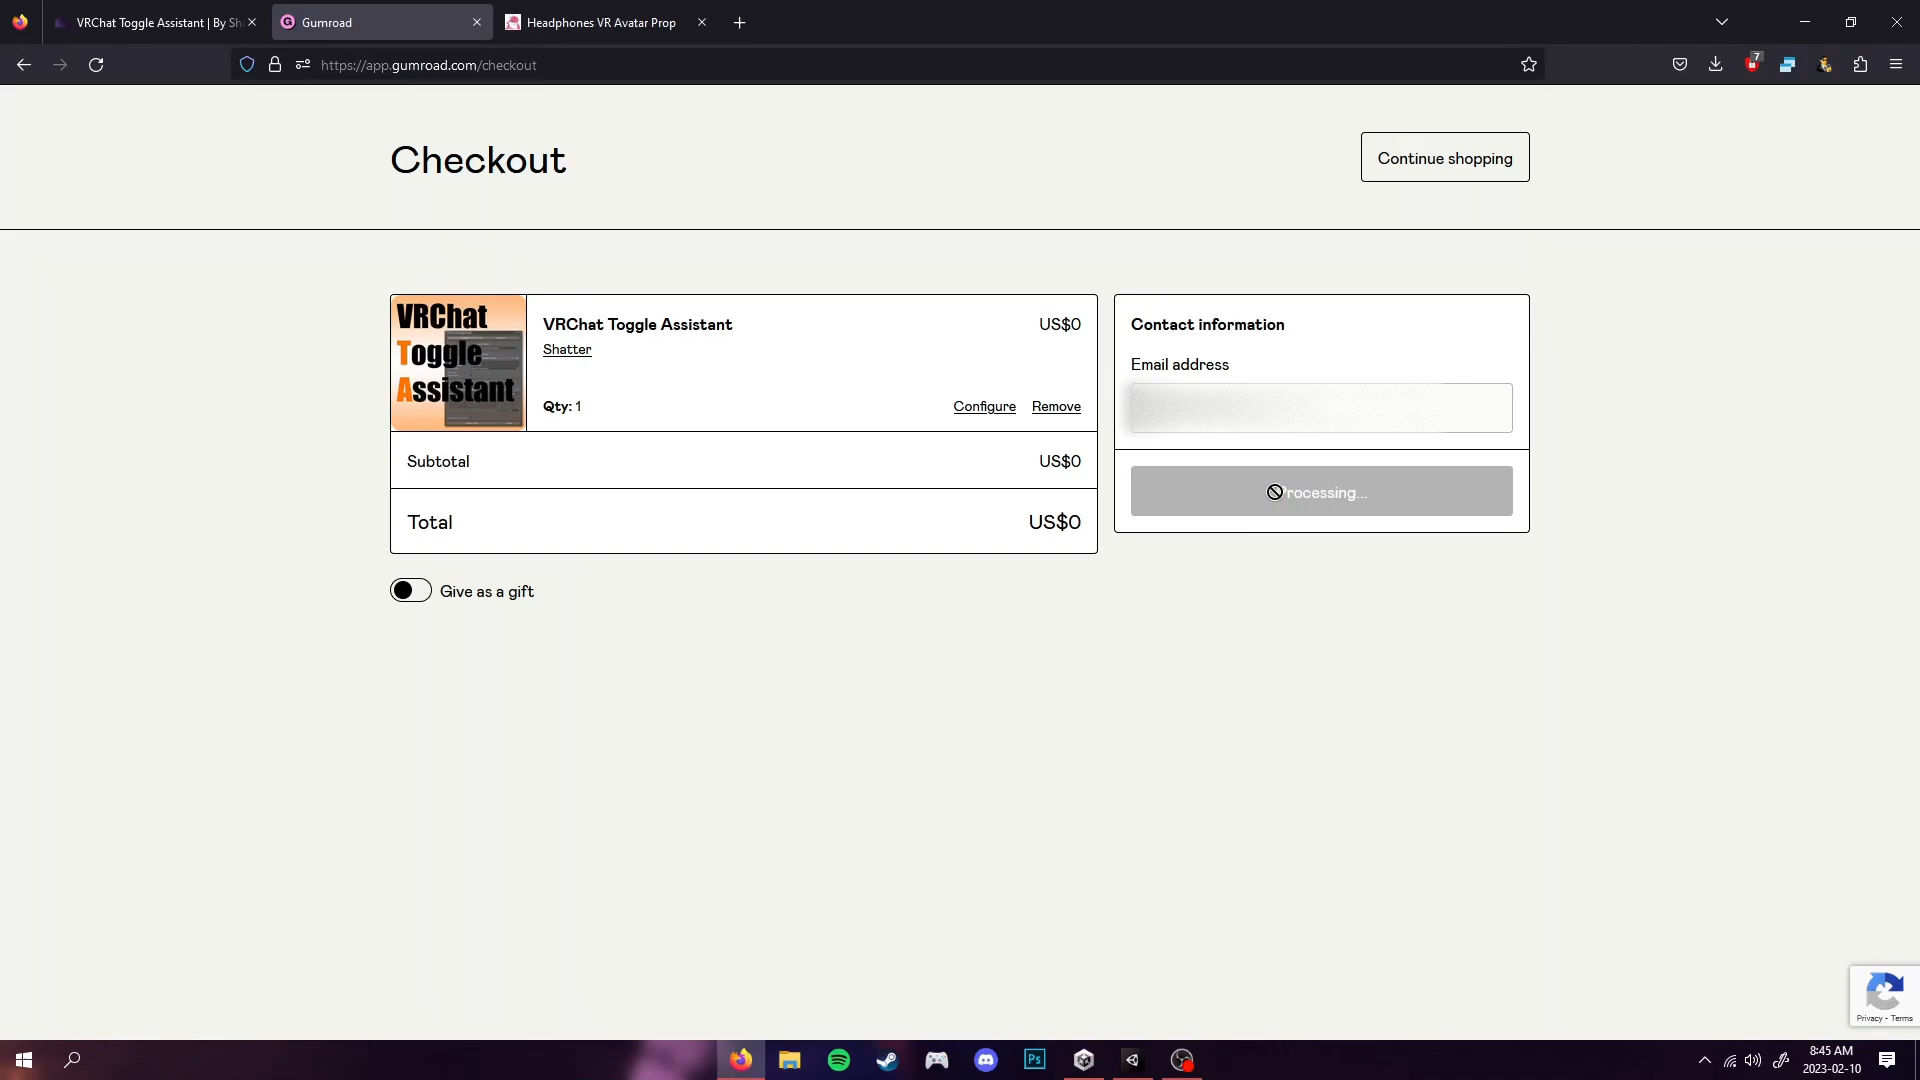 VRChat Toggle Assistant | By Sh
Gumroad
Headphones VR Avatar Prop
https://app.gumroad.com/checkout
7
Checkout
Continue shopping
VRChat
Toggle
Assistant
VRChat Toggle Assistant
US$0
Shatter
Qty: 1
Configure
Remove
Subtotal
US$0
Total
US$0
Give as a gift
Contact information
Email address
rocessing...
Privacy - Terms
Ps
8:45 AM
2023-02-10